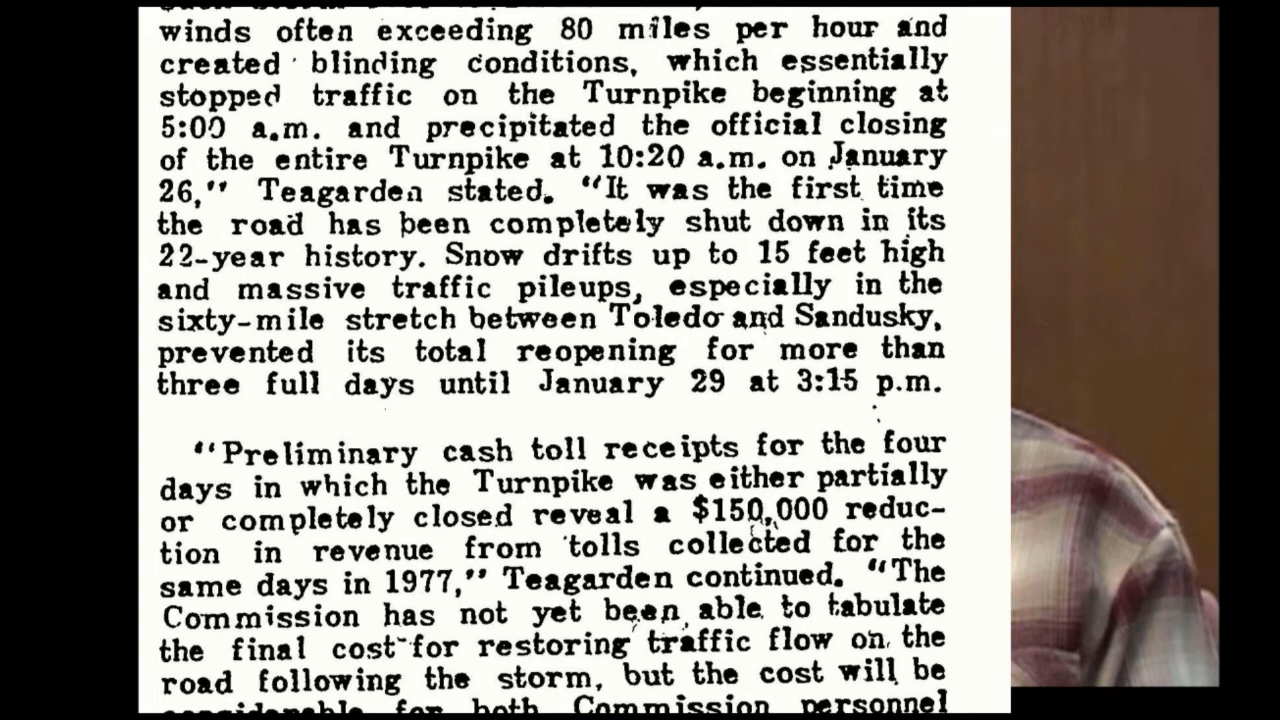 winds often exceeding 80 miles per hour and
created blinding conditions, which essentially
stopped traffic on the Turnpike beginning at
5:00 a.m. and precipitated the official closing
of the entire Turnpike at 10:20 a.m. on January
26,” Teagarden stated. “It was the first time
the road has been completely shut down in its
22-year history. Snow drifts up to 15 feet high
and massive traffic pileups, especially in the
sixty-mile stretch between Toledo and Sandusky,
prevented its total reopening for more than
three full days until January 29 at 3:15 p.m.
“Preliminary cash toll receipts for the four
days in which the Turnpike was either partially
or completely closed reveal a $150,000 reduc-
tion in revenue from tolls collected for the
same days in 1977,” Teagarden continued. “The
Commission has not yet been able to tabulate
the final cost for restoring traffic flow on the
road following the storm, but the cost will be
considerable for both Commission personnel